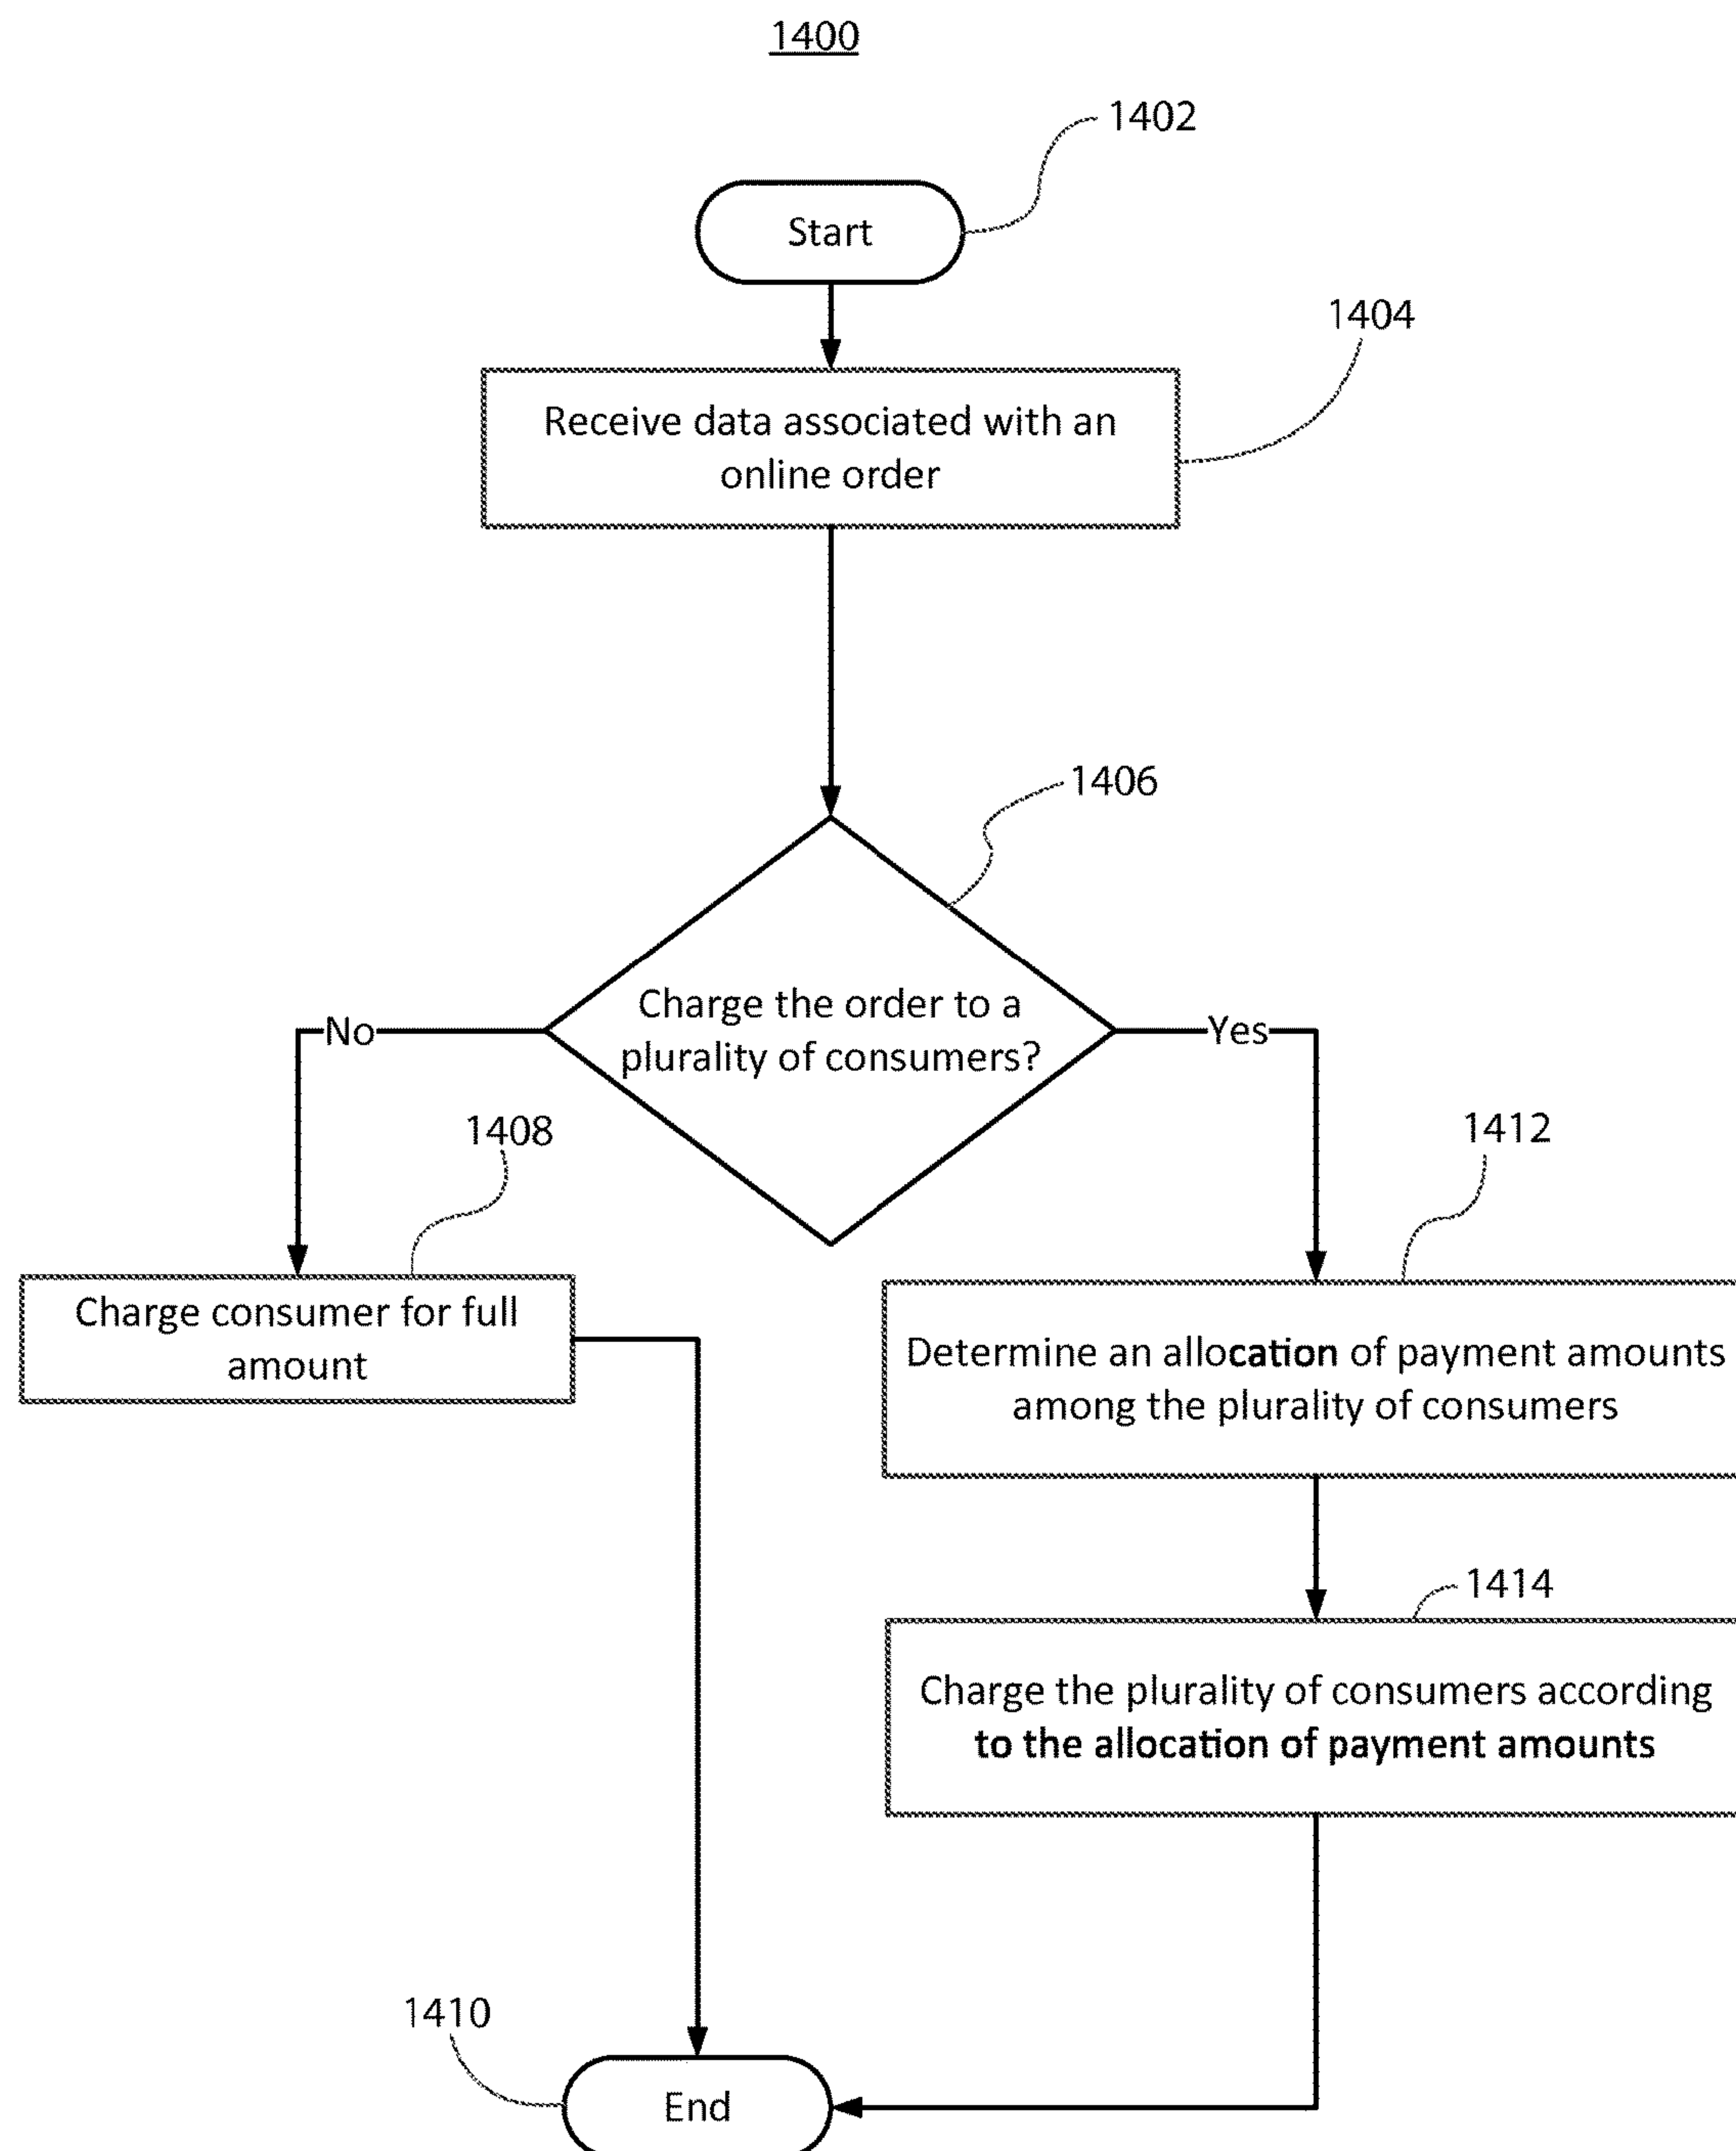 1400
1402
Start
1404
Receive data associated with an
online order
1406
Charge the order to a
plurality of consumers?
No
Yes
1408
1412
Charge consumer for full
amount
Determine an allocation of payment amounts
among the plurality of consumers
1414
Charge the plurality of consumers according
to the allocation of payment amounts
1410
End